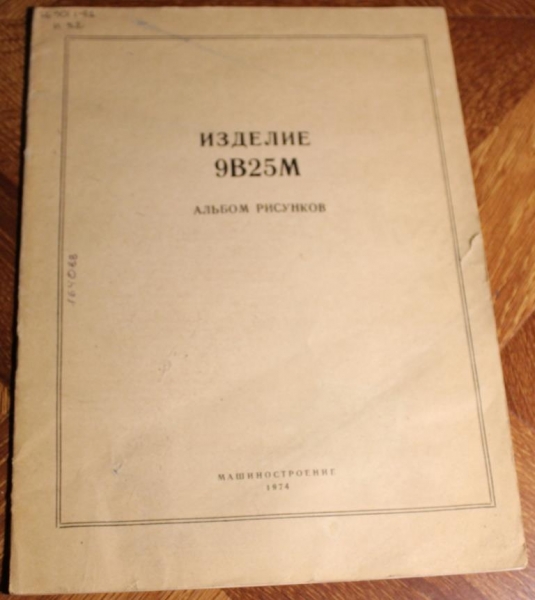 ИЗДЕЛИЕ
9В25М
АЛЬБОМ РИСУНКОВ
МАШИНОСТРОЕНИЕ
1974